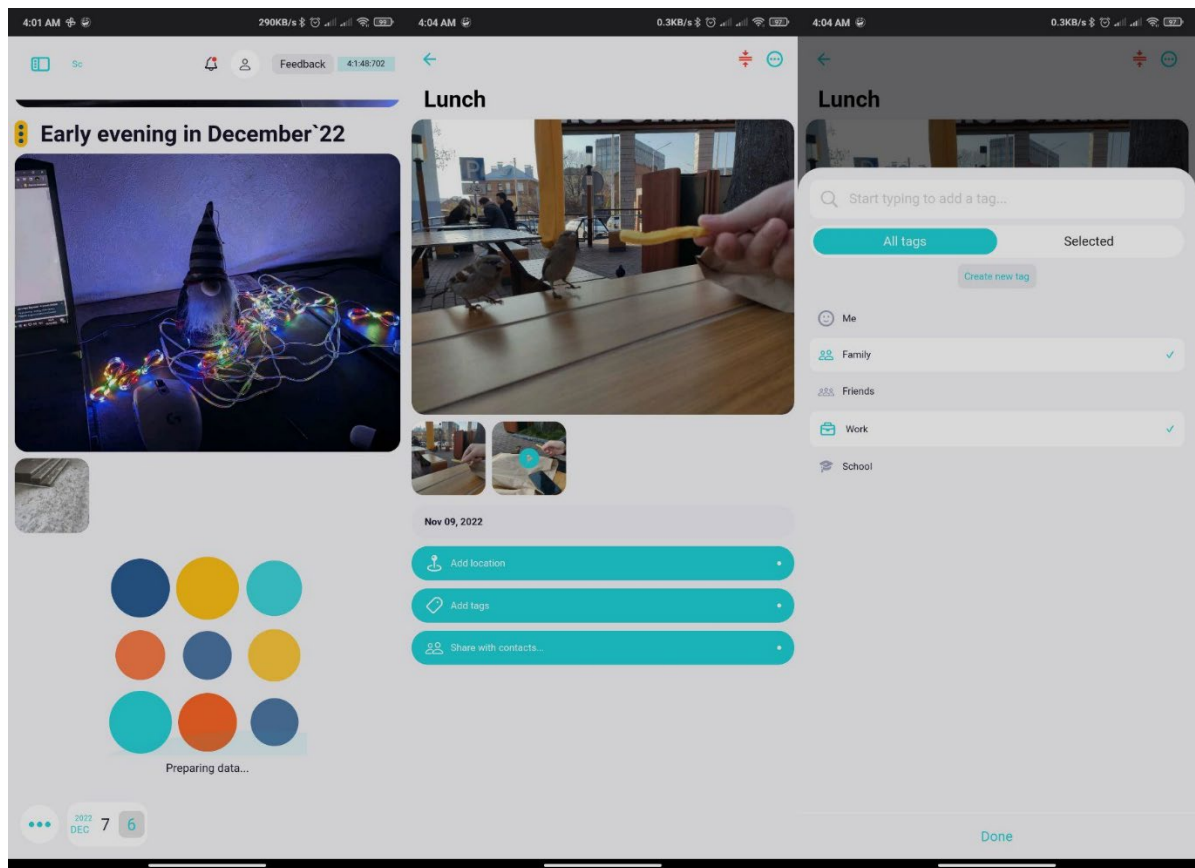 4:01 AM
290KB/s
99
Sc
Feedback
4:1:48:702
Early evening in December`22
Preparing data...
2022
DEC
7
6
4:04 AM
0.3KB/s
97
Lunch
P
Nov 09, 2022
Add location
Add tags
Share with contacts...
4:04 AM
0.3KB/s
97
Lunch
Start typing to add a tag...
All tags
Selected
Create new tag
Me
Family
Friends
Work
School
Done